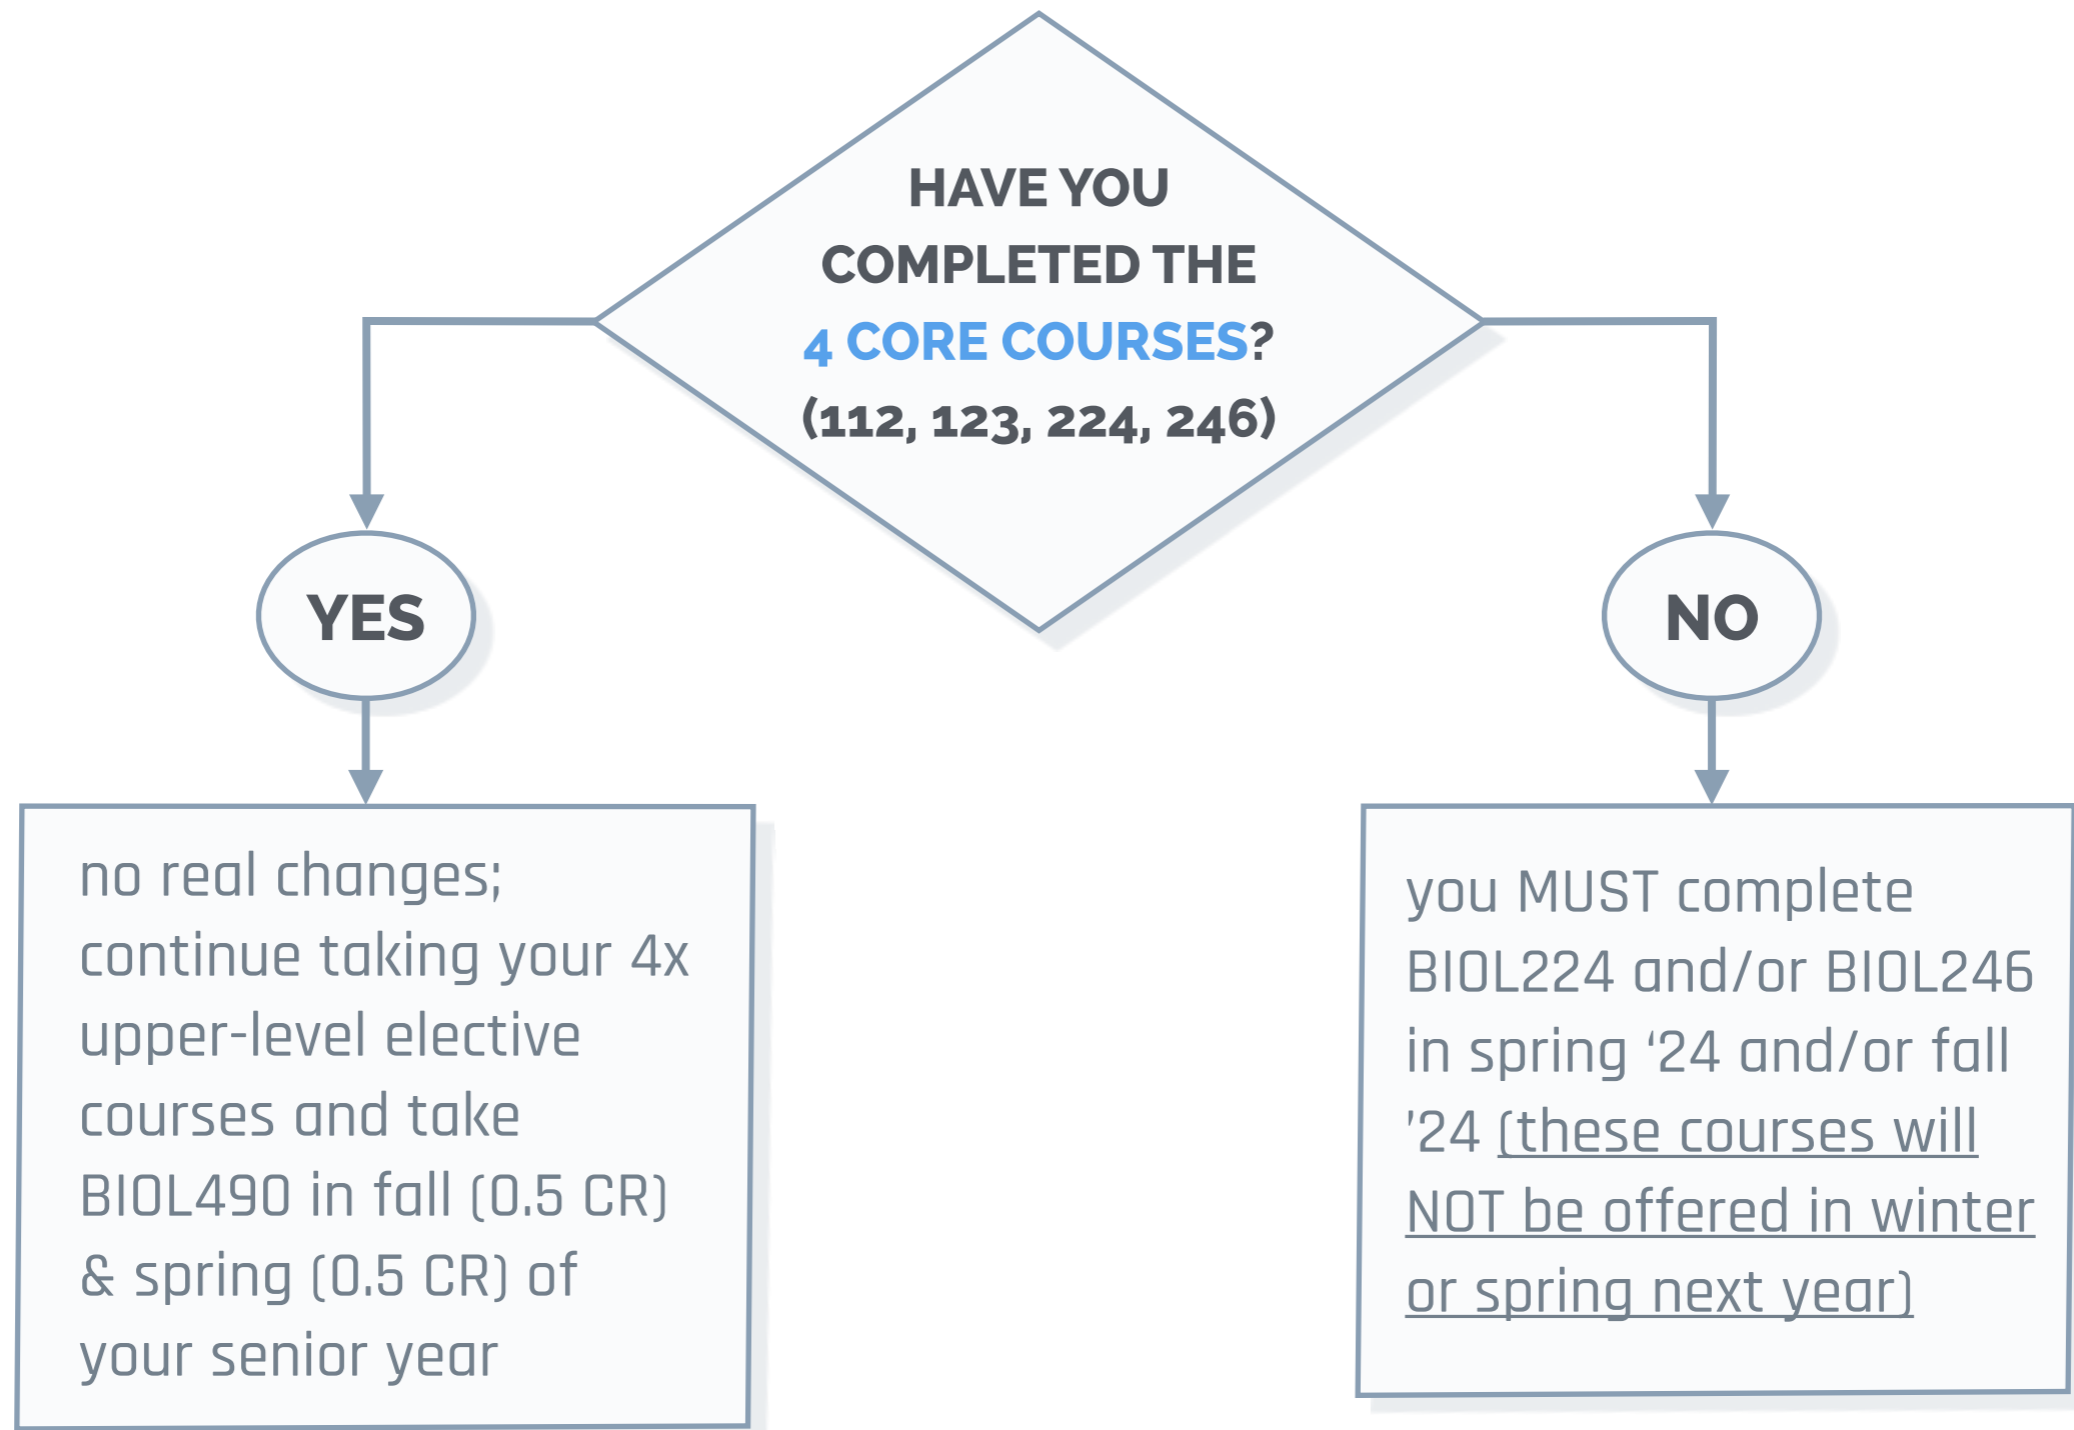 HAVE YOU
COMPLETED THE
4 CORE COURSES?
(112, 123, 224, 246)
YES
NO
no real changes;
continue taking your 4x
upper-level elective
courses and take
BIOL490 in fall (0.5 CR)
& spring (0.5 CR) of
your senior year
you MUST complete
BIOL224 and/or BIOL246
in spring ‘24 and/or fall
’24 (these courses will
NOT be offered in winter
or spring next year)